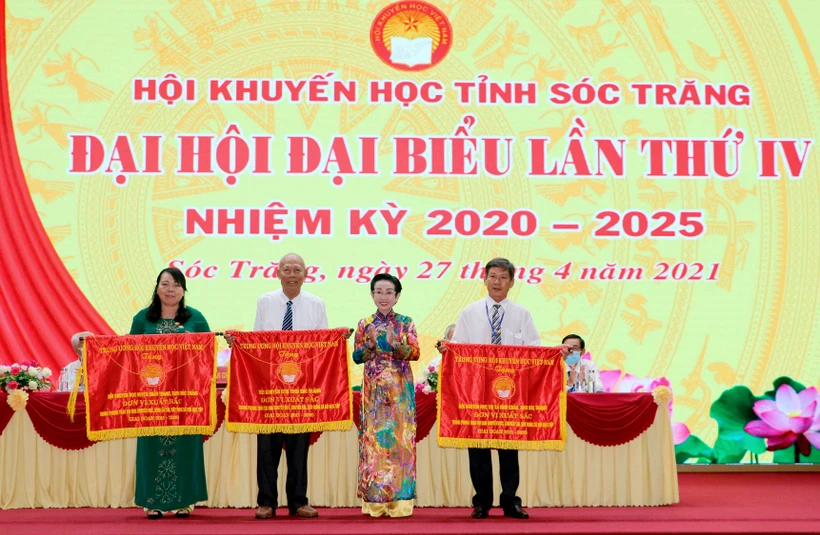 HỘI KHUYẾN HỌC VIỆT NAM
HỘI KHUYẾN HỌC TỈNH SÓC TRĂNG
ĐẠI HỘI ĐẠI BIỂU LẦN THỨ IV
NHIỆM KỲ 2020 – 2025
Sóc Trăng, ngày 27 tháng 4 năm 2021
TRUNG ƯƠNG HỘI KHUYẾN HỌC VIỆT NAM
Tặng
ĐƠN VỊ XUẤT SẮC
TRUNG ƯƠNG HỘI KHUYẾN HỌC VIỆT NAM
Tặng
ĐƠN VỊ XUẤT SẮC
TRUNG ƯƠNG HỘI KHUYẾN HỌC VIỆT NAM
Tặng
ĐƠN VỊ XUẤT SẮC